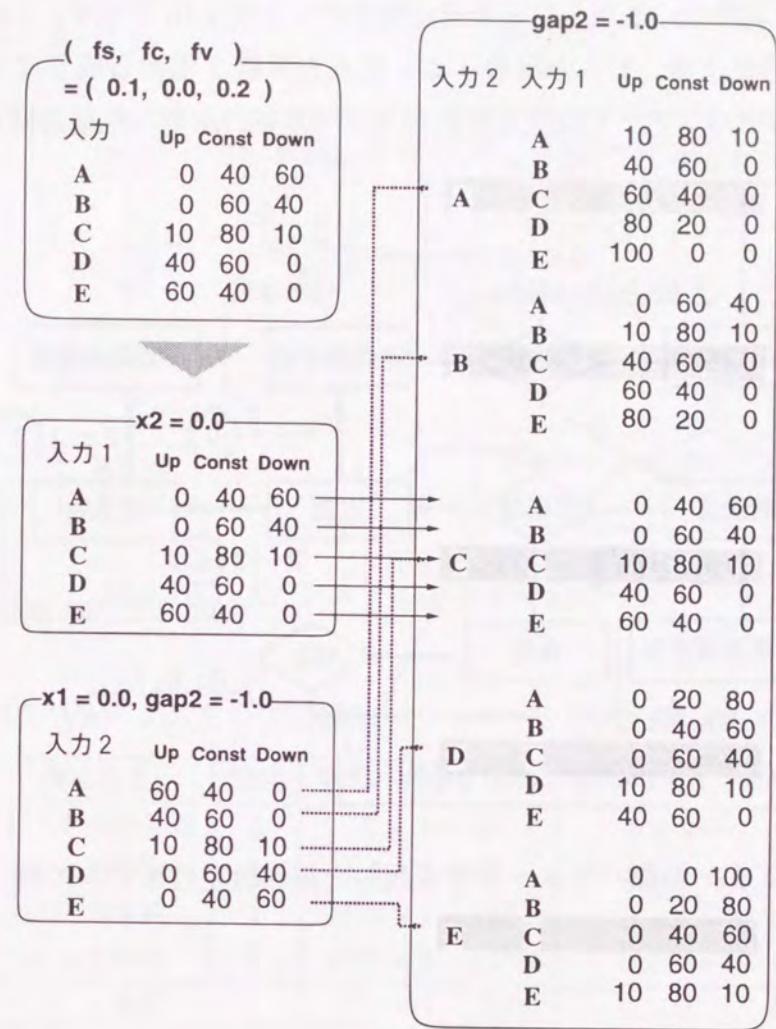 ( fs, fc, fv )
= ( 0.1, 0.0, 0.2 )
入力 Up Const Down
A 0 40 60
B 0 60 40
C 10 80 10
D 40 60 0
E 60 40 0
x2 = 0.0
入力 1 Up Const Down
A 0 40 60
B 0 60 40
C 10 80 10
D 40 60 0
E 60 40 0
x1 = 0.0, gap2 = -1.0
入力 2 Up Const Down
A 60 40 0
B 40 60 0
C 10 80 10
D 0 60 40
E 0 40 60
gap2 = -1.0
入力 2 入力 1 Up Const Down
A 10 80 10
B 40 60 0
A C 60 40 0
D 80 20 0
E 100 0 0
A 0 60 40
B 10 80 10
B C 40 60 0
D 60 40 0
E 80 20 0
A 0 40 60
B 0 60 40
C C 10 80 10
D 40 60 0
E 60 40 0
A 0 20 80
B 0 40 60
D C 0 60 40
D 10 80 10
E 40 60 0
A 0 0 100
B 0 20 80
E C 0 40 60
D 0 60 40
E 10 80 10